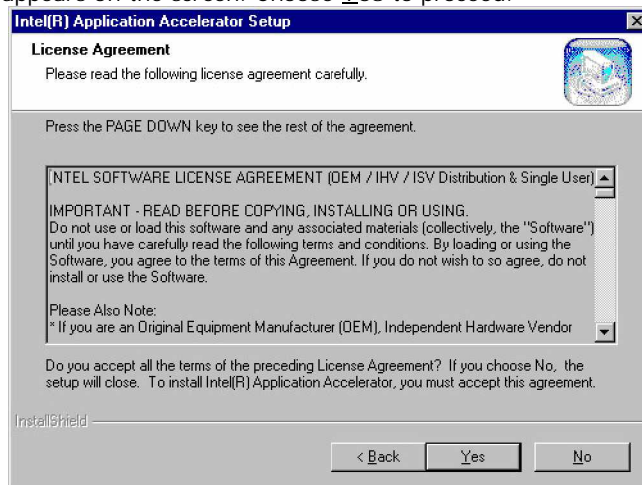 appears on the screen. Choose Yes to proceed.
Intel(R) Application Accelerator Setup
License Agreement
Please read the following license agreement carefully.
Press the PAGE DOWN key to see the rest of the agreement.
NTEL SOFTWARE LICENSE AGREEMENT (OEM / IHV / ISV Distribution & Single User)
IMPORTANT - READ BEFORE COPYING, INSTALLING OR USING.
Do not use or load this software and any associated materials (collectively, the "Software")
until you have carefully read the following terms and conditions. By loading or using the
Software, you agree to the terms of this Agreement. If you do not wish to so agree, do not
install or use the Software.
Please Also Note:
* If you are an Original Equipment Manufacturer (OEM), Independent Hardware Vendor
Do you accept all the terms of the preceding License Agreement? If you choose No, the
setup will close. To install Intel(R) Application Accelerator, you must accept this agreement.
InstallShield
< Back Yes No